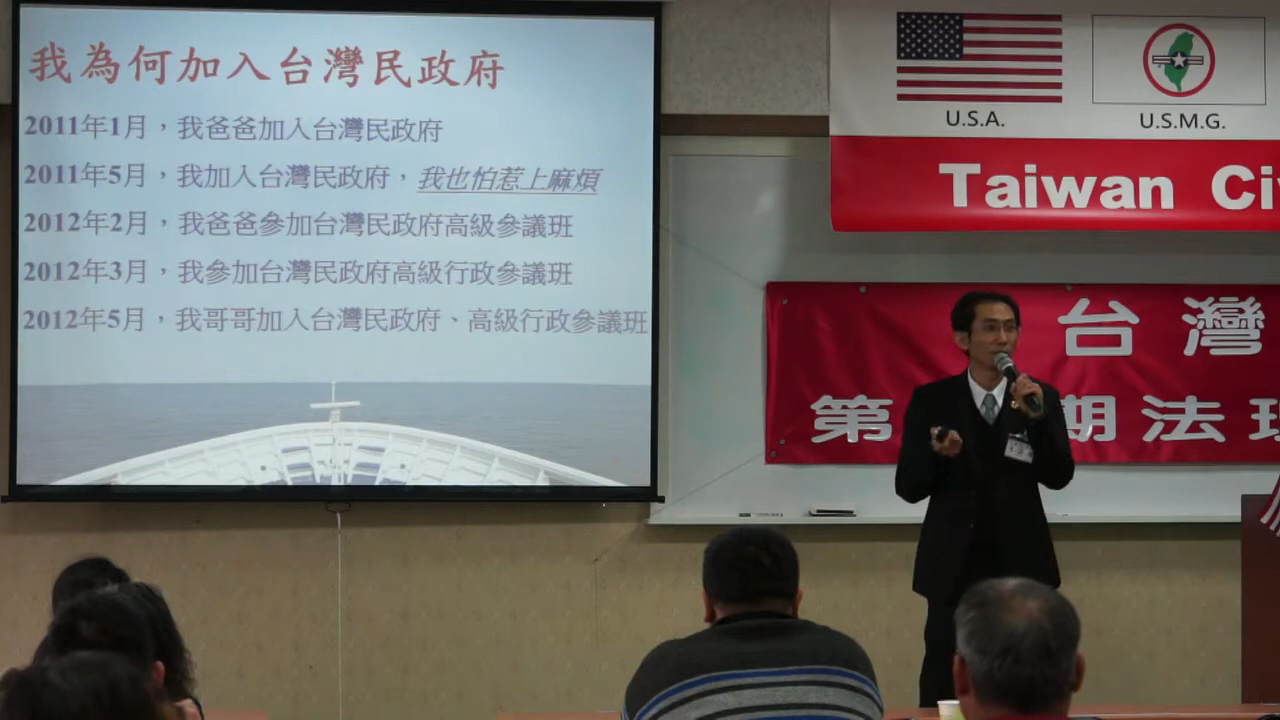 我為何加入台灣民政府
2011年1月，我爸爸加入台灣民政府
2011年5月，我加入台灣民政府，我也怕惹上麻煩
2012年2月，我爸爸參加台灣民政府高級參議班
2012年3月，我參加台灣民政府高級行政參議班
2012年5月，我哥哥加入台灣民政府、高級行政參議班
U.S.A.
U.S.M.G.
Taiwan Ci
台灣
第 期法理